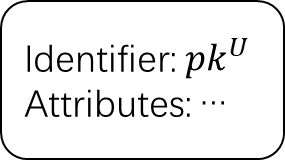 Identifier: pk^U
Attributes: ⋯